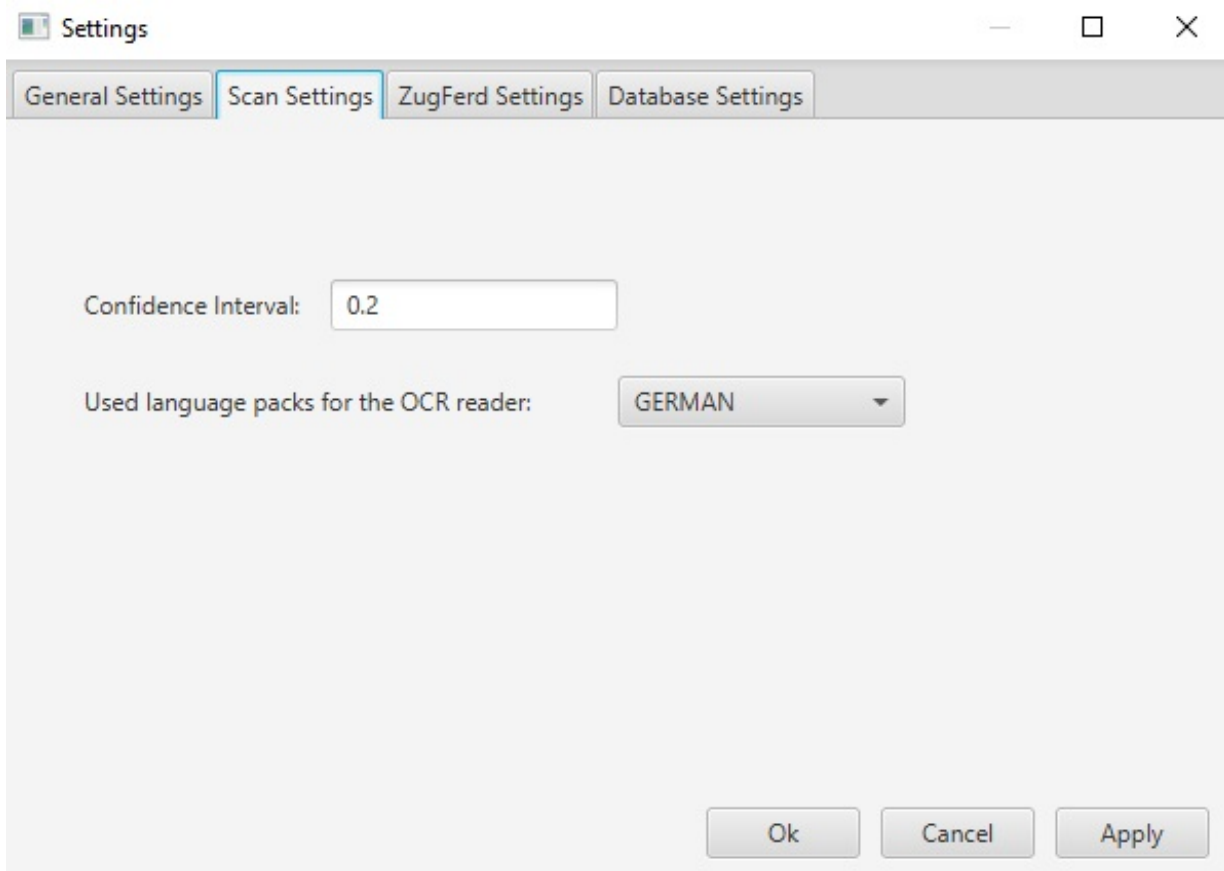 Settings
General Settings Scan Settings ZugFerd Settings Database Settings
Confidence Interval: 0.2
Used language packs for the OCR reader: GERMAN
Ok Cancel Apply